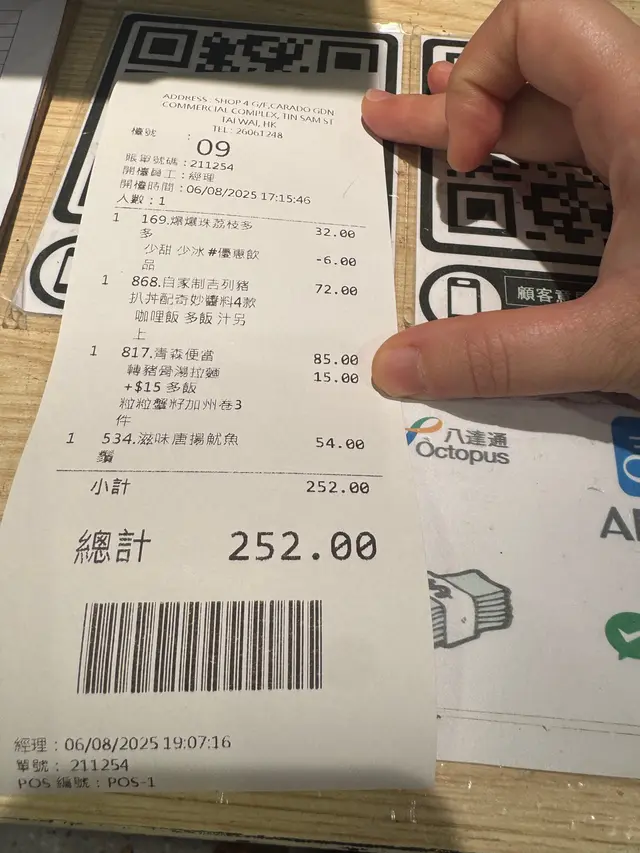 ADDRESS : SHOP 4 G/F,CARADO GDN
COMMERCIAL COMPLEX, TIN SAM ST
TAI WAI, HK
TEL : 26061248
檯號 : 09
賬單號碼 : 211254
開檯員工 : 經理
開檯時間 : 06/08/2025 17:15:46
人數 : 1
1 169.爆爆珠荔枝多 32.00
多
少甜 少冰 #優惠飲 -6.00
品
1 868.自家制吉列豬 72.00
扒丼配奇妙醬料4款
咖哩飯 多飯 汁另
上
1 817.青森便當 85.00
轉豬骨湯拉麵 15.00
+$15 多飯
粒粒蟹籽加州卷3
件
1 534.滋味唐揚魷魚 54.00
鬚
小計 252.00
總計 252.00
經理 : 06/08/2025 19:07:16
單號 : 211254
POS 編號 : POS-1
顧客
八達通
Octopus